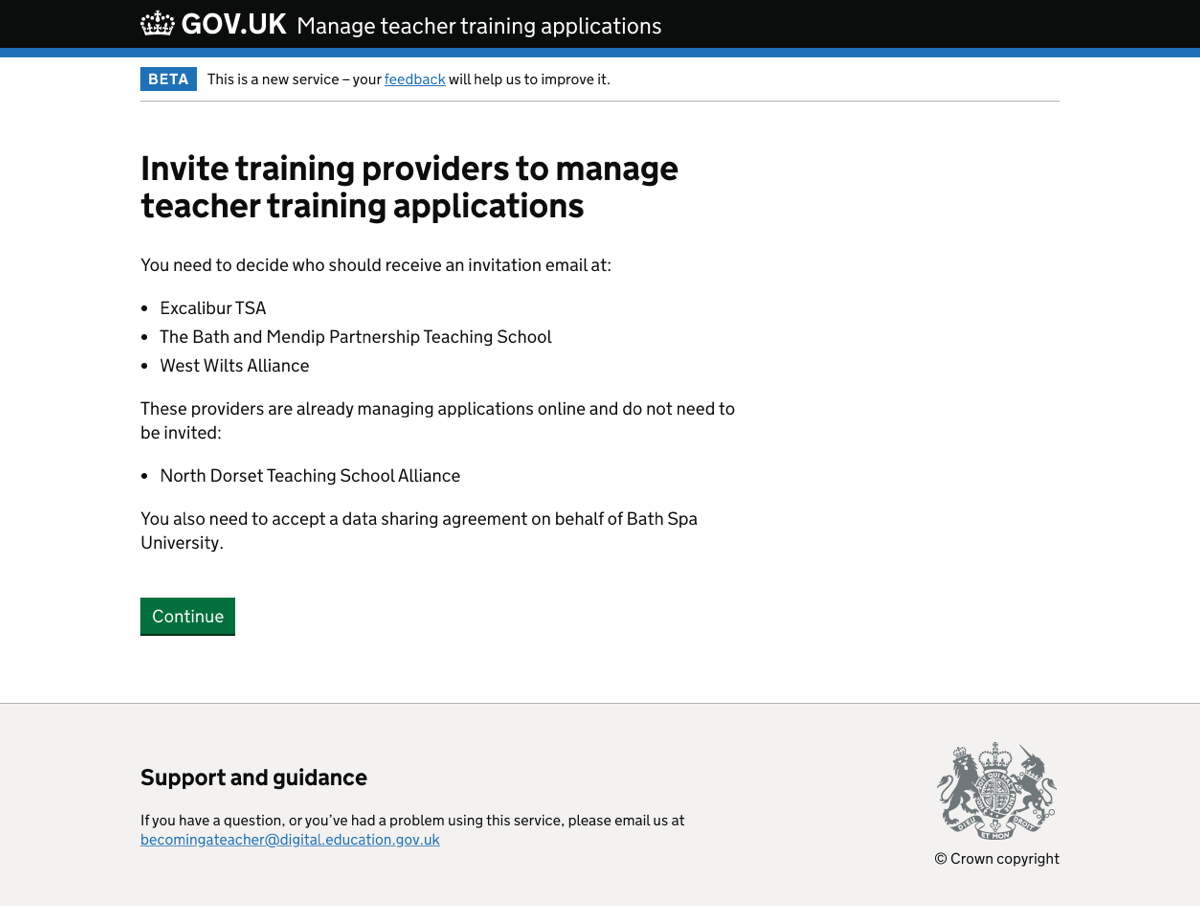 GOV.UK Manage teacher training applications
BETA This is a new service – your feedback will help us to improve it.
Invite training providers to manage
teacher training applications
You need to decide who should receive an invitation email at:
• Excalibur TSA
• The Bath and Mendip Partnership Teaching School
• West Wilts Alliance
These providers are already managing applications online and do not need to
be invited:
• North Dorset Teaching School Alliance
You also need to accept a data sharing agreement on behalf of Bath Spa
University.
Continue
Support and guidance
If you have a question, or you’ve had a problem using this service, please email us at
becomingateacher@digital.education.gov.uk
DIEU ET MON DROIT
© Crown copyright